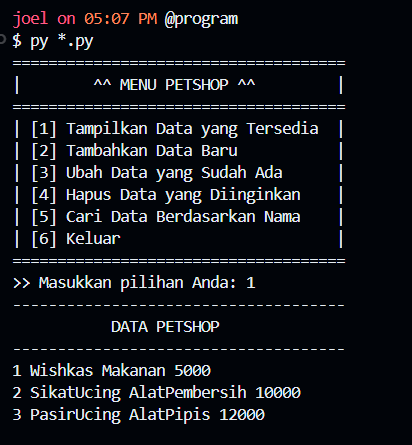 joel on 05:07 PM @program
$ py *.py
=====================================
|        ^^ MENU PETSHOP ^^         |
=====================================
| [1] Tampilkan Data yang Tersedia  |
| [2] Tambahkan Data Baru           |
| [3] Ubah Data yang Sudah Ada      |
| [4] Hapus Data yang Diinginkan    |
| [5] Cari Data Berdasarkan Nama    |
| [6] Keluar                        |
=====================================
>> Masukkan pilihan Anda: 1
-------------------------------------
           DATA PETSHOP
-------------------------------------
1 Wishkas Makanan 5000
2 SikatUcing AlatPembersih 10000
3 PasirUcing AlatPipis 12000